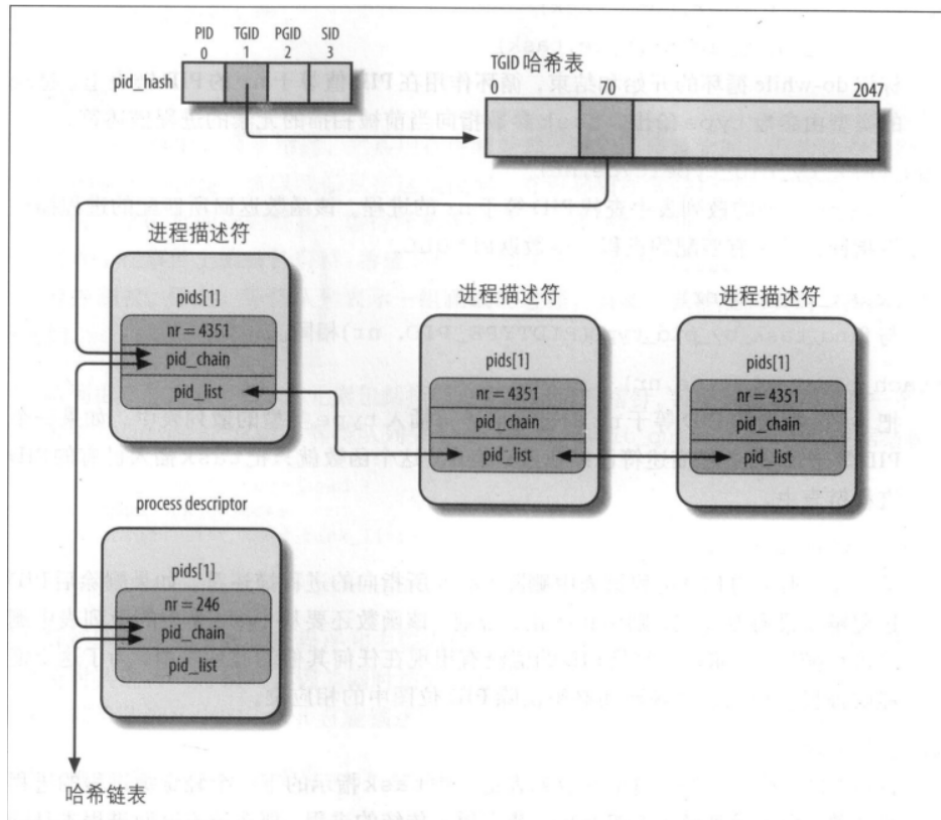 PID TGID PGID SID
0 1 2 3
pid_hash
TGID 哈希表
0 70 2047
进程描述符
pids[1]
nr = 4351
pid_chain
pid_list
进程描述符
pids[1]
nr = 4351
pid_chain
pid_list
进程描述符
pids[1]
nr = 4351
pid_chain
pid_list
process descriptor
pids[1]
nr = 246
pid_chain
pid_list
哈希链表